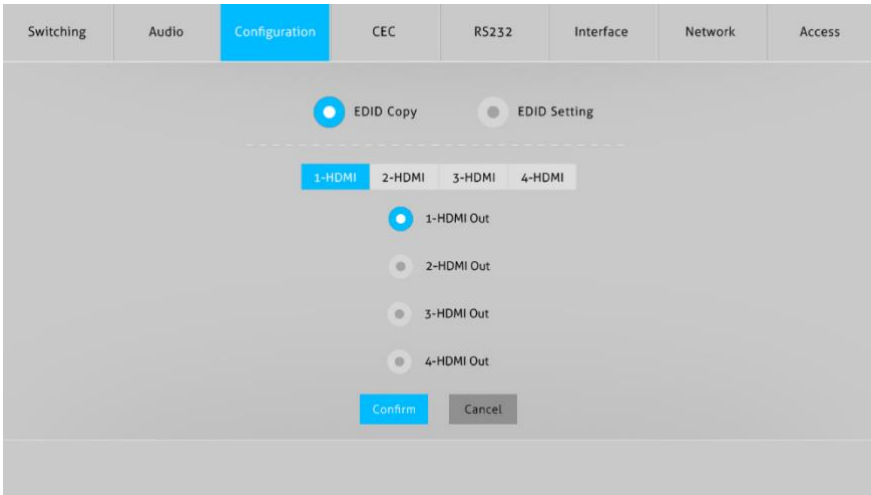 Switching Audio Configuration CEC RS232 Interface Network Access
EDID Copy EDID Setting
1-HDMI 2-HDMI 3-HDMI 4-HDMI
1-HDMI Out
2-HDMI Out
3-HDMI Out
4-HDMI Out
Confirm Cancel